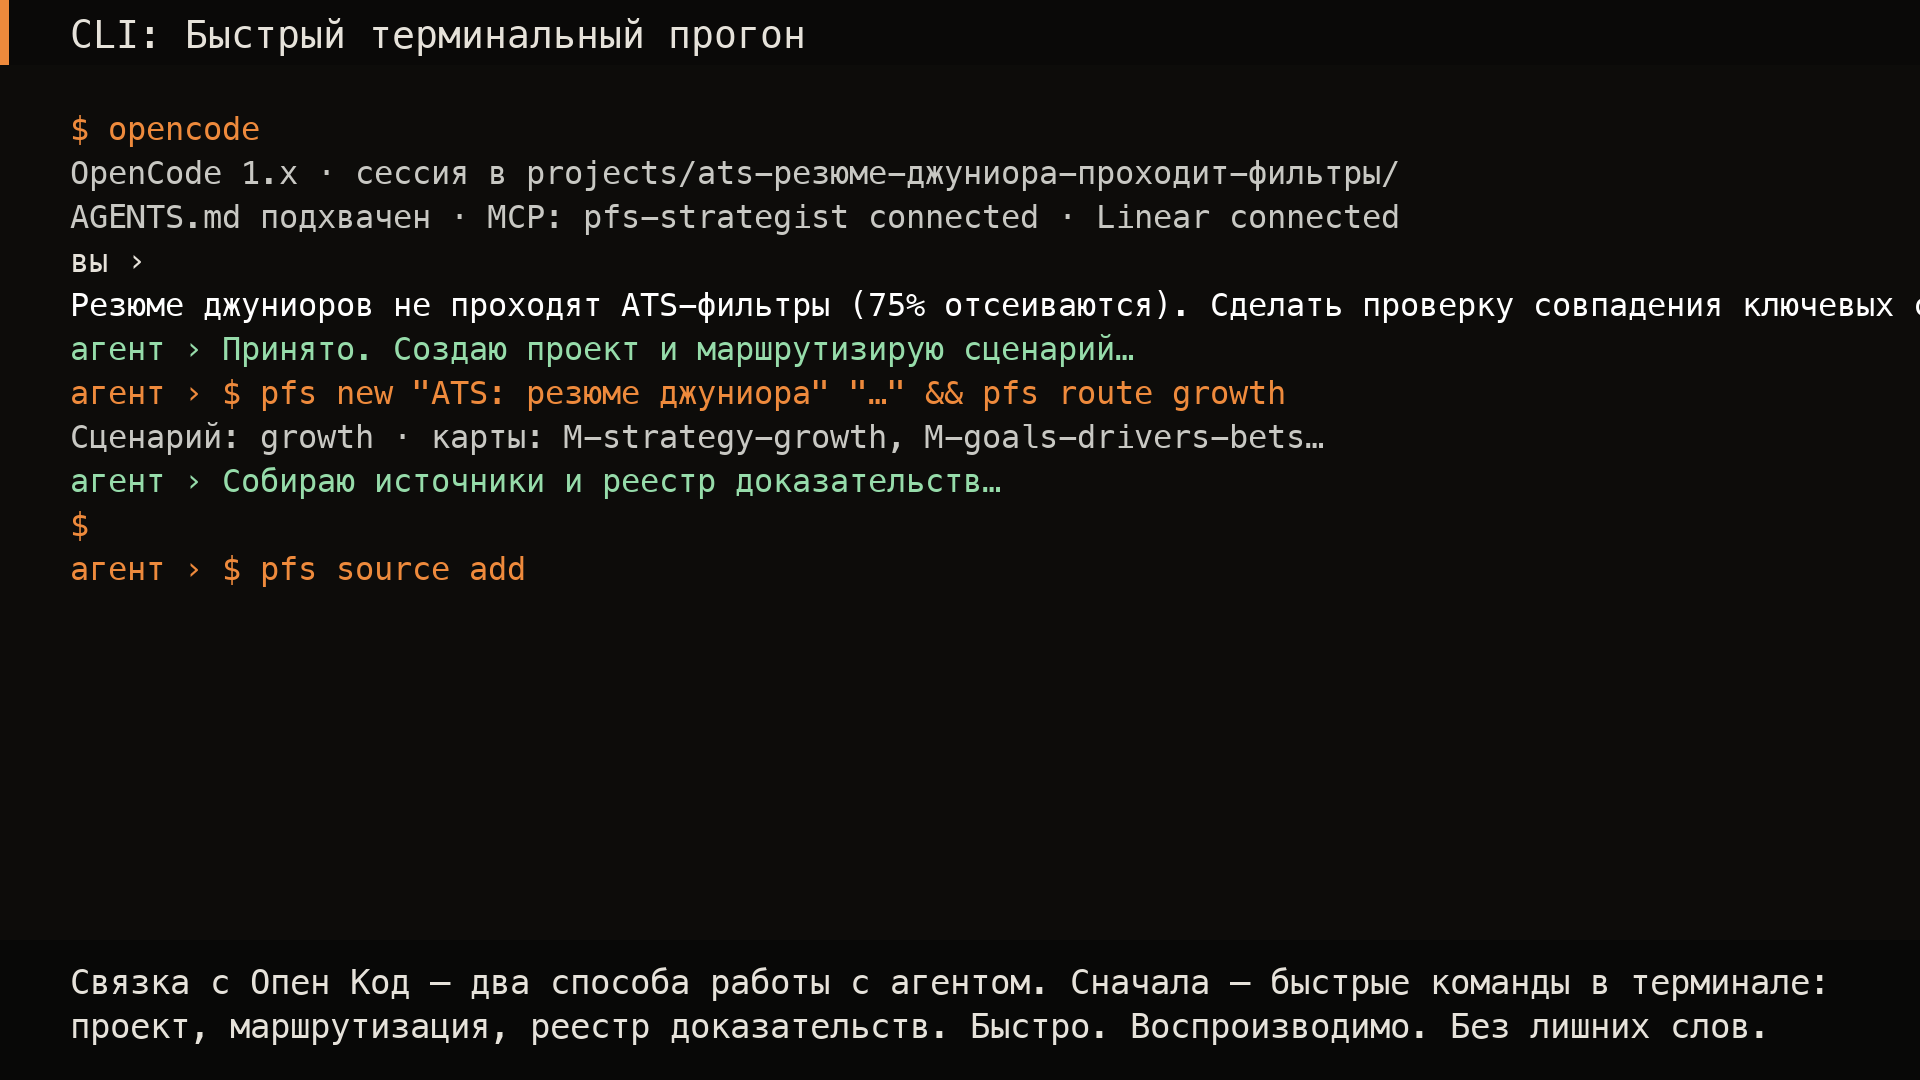 CLI: Быстрый терминальный прогон
$ opencode
OpenCode 1.x · сессия в projects/ats−резюме−джуниора−проходит−фильтры/
AGENTS.md подхвачен · MCP: pfs−strategist connected · Linear connected
вы ›
Резюме джуниоров не проходят ATS−фильтры (75% отсеиваются). Сделать проверку совпадения ключевых
агент › Принято. Создаю проект и маршрутизирую сценарий…
агент › $ pfs new "ATS: резюме джуниора" "…" && pfs route growth
Сценарий: growth · карты: M−strategy−growth, M−goals−drivers−bets…
агент › Собираю источники и реестр доказательств…
$
агент › $ pfs source add
Связка с Опен Код — два способа работы с агентом. Сначала — быстрые команды в терминале:
проект, маршрутизация, реестр доказательств. Быстро. Воспроизводимо. Без лишних слов.